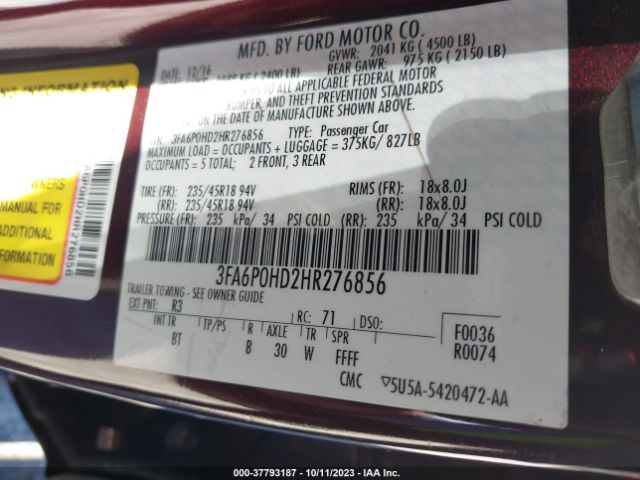 MFD. BY FORD MOTOR CO.
DATE: 12/16
GVWR: 2041 KG ( 4500 LB)
1088 KG ( 2400 LB)
REAR GAWR: 975 KG ( 2150 LB)
TO ALL APPLICABLE FEDERAL MOTOR
BUMPER, AND THEFT PREVENTION STANDARDS
ON THE DATE OF MANUFACTURE SHOWN ABOVE.
3FA6P0HD2HR276856 TYPE: Passenger Car
MAXIMUM LOAD = OCCUPANTS + LUGGAGE = 375KG/ 827LB
OCCUPANTS = 5 TOTAL; 2 FRONT, 3 REAR
TIRE (FR): 235/45R18 94V RIMS (FR): 18x8.0J
(RR): 235/45R18 94V (RR): 18x8.0J
PRESSURE (FR): 235 kPa/ 34 PSI COLD (RR): 235 kPa/ 34 PSI COLD
3FA6P0HD2HR276856
TRAILER TOWING - SEE OWNER GUIDE
EXT PNT: R3 RC: 71 DSO:
INT TR TP/PS R AXLE TR SPR
BT B 30 W FFFF
F0036
R0074
CMC 5U5A-5420472-AA
INFORMATION
OWNERS
MANUAL FOR
ADDITIONAL
INFORMATION
6P0HD2HR276856
000-37793187 - 10/11/2023 - IAA Inc.